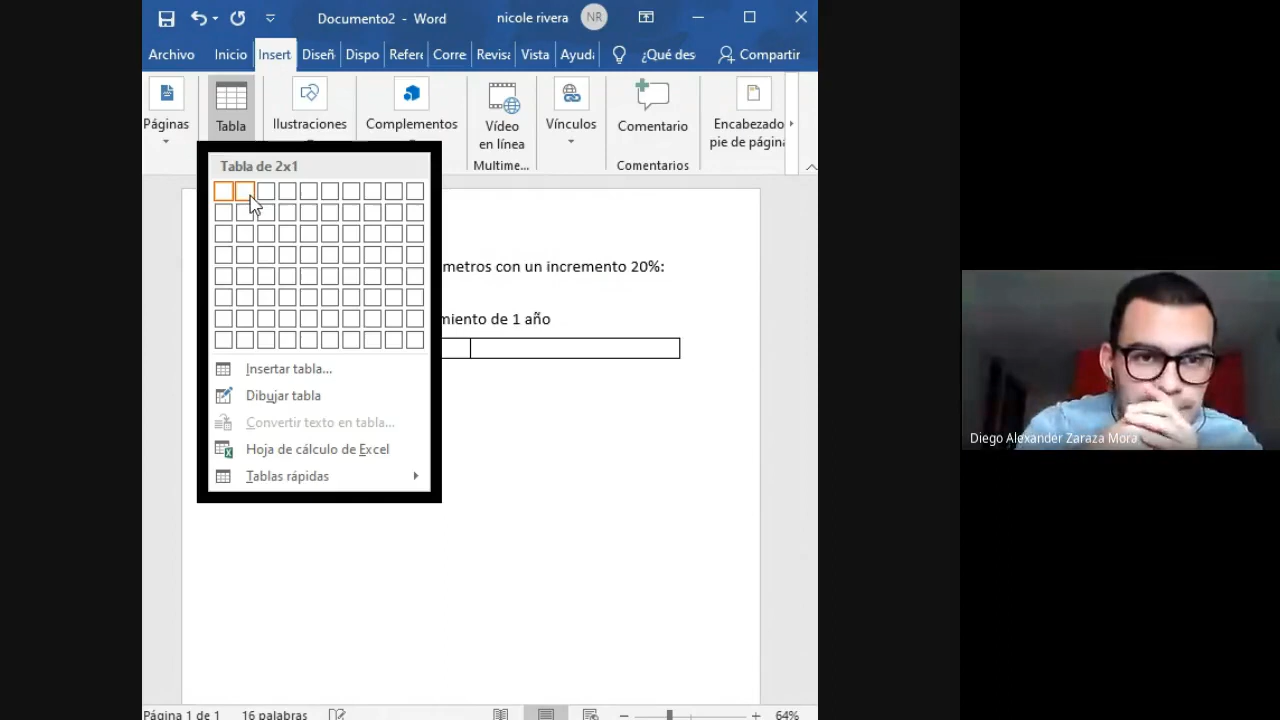 Documento2 - Word
nicole rivera
NR
Archivo
Inicio
Insert
Diseñ
Dispo
Refere
Corre
Revisa
Vista
Ayuda
¿Qué des
Compartir
Páginas
Tabla
Ilustraciones
Complementos
Vídeo
en línea
Vínculos
Comentario
Encabezado
pie de págin
Multime...
Comentarios
Tabla de 2x1
metros con un incremento 20%:
miento de 1 año
Insertar tabla...
Dibujar tabla
Convertir texto en tabla...
Hoja de cálculo de Excel
Tablas rápidas
Diego Alexander Zaraza Mora
Página 1 de 1
16 palabras
64%